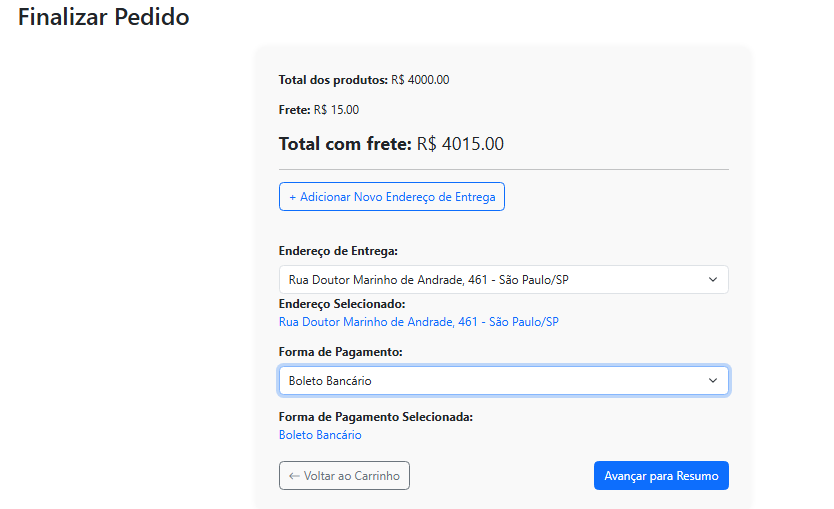 Finalizar Pedido
Total dos produtos: R$ 4000.00
Frete: R$ 15.00
Total com frete: R$ 4015.00
+ Adicionar Novo Endereço de Entrega
Endereço de Entrega:
Rua Doutor Marinho de Andrade, 461 - São Paulo/SP
Endereço Selecionado:
Rua Doutor Marinho de Andrade, 461 - São Paulo/SP
Forma de Pagamento:
Boleto Bancário
Forma de Pagamento Selecionada:
Boleto Bancário
← Voltar ao Carrinho
Avançar para Resumo